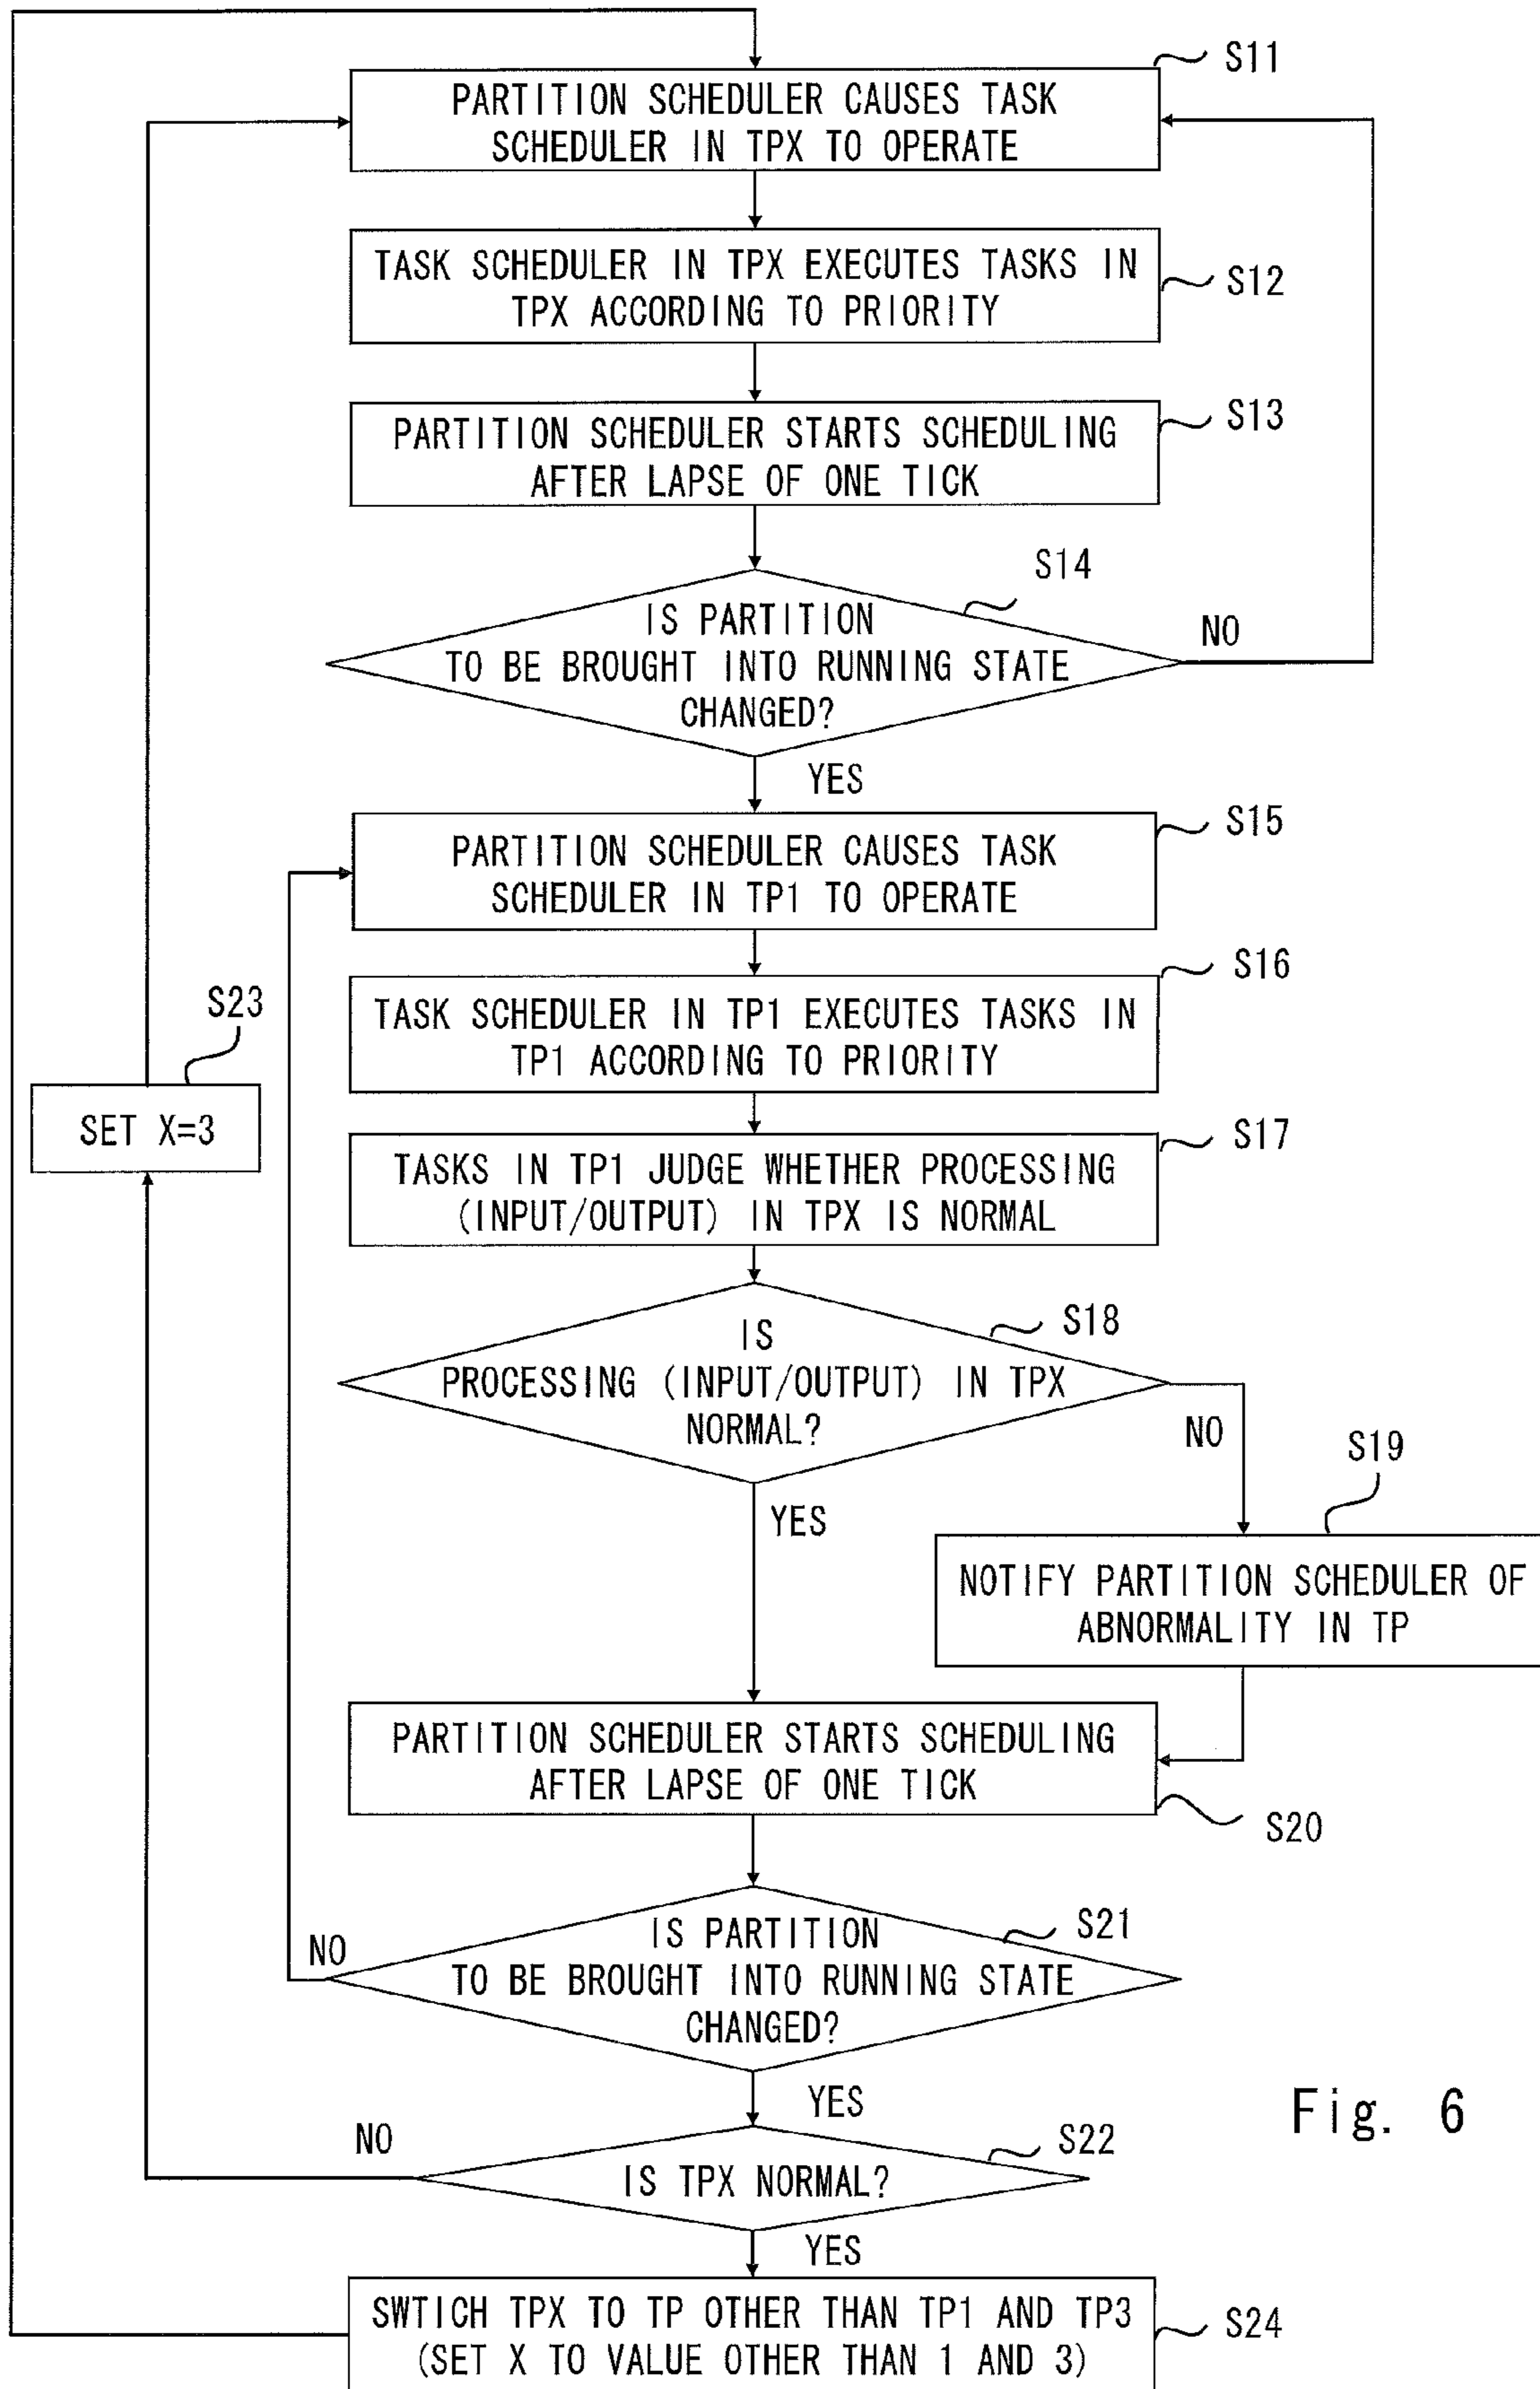 S11
PARTITION SCHEDULER CAUSES TASK
SCHEDULER IN TPX TO OPERATE
TASK SCHEDULER IN TPX EXECUTES TASKS IN
TPX ACCORDING TO PRIORITY
S12
PARTITION SCHEDULER STARTS SCHEDULING
AFTER LAPSE OF ONE TICK
S13
S14
IS PARTITION
TO BE BROUGHT INTO RUNNING STATE
CHANGED?
NO
YES
S15
PARTITION SCHEDULER CAUSES TASK
SCHEDULER IN TP1 TO OPERATE
S16
TASK SCHEDULER IN TP1 EXECUTES TASKS IN
TP1 ACCORDING TO PRIORITY
S23
SET X=3
S17
TASKS IN TP1 JUDGE WHETHER PROCESSING
(INPUT/OUTPUT) IN TPX IS NORMAL
S18
IS
PROCESSING (INPUT/OUTPUT) IN TPX
NORMAL?
NO
YES
S19
NOTIFY PARTITION SCHEDULER OF
ABNORMALITY IN TP
PARTITION SCHEDULER STARTS SCHEDULING
AFTER LAPSE OF ONE TICK
S20
S21
IS PARTITION
TO BE BROUGHT INTO RUNNING STATE
CHANGED?
NO
YES
Fig. 6
S22
IS TPX NORMAL?
NO
YES
SWTICH TPX TO TP OTHER THAN TP1 AND TP3
(SET X TO VALUE OTHER THAN 1 AND 3)
S24